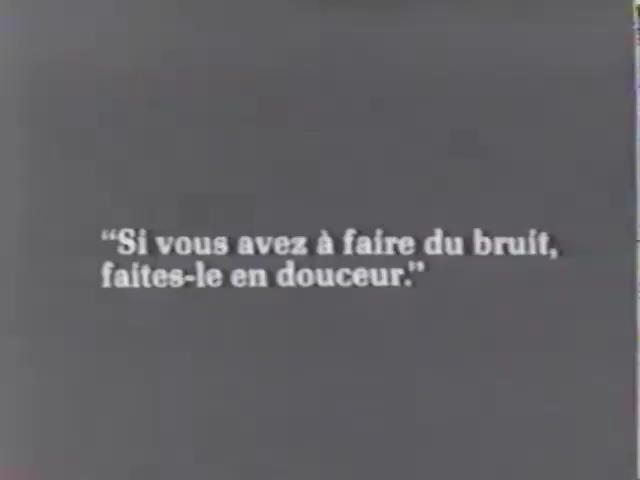 “Si vous avez à faire du bruit,
faites-le en douceur.”